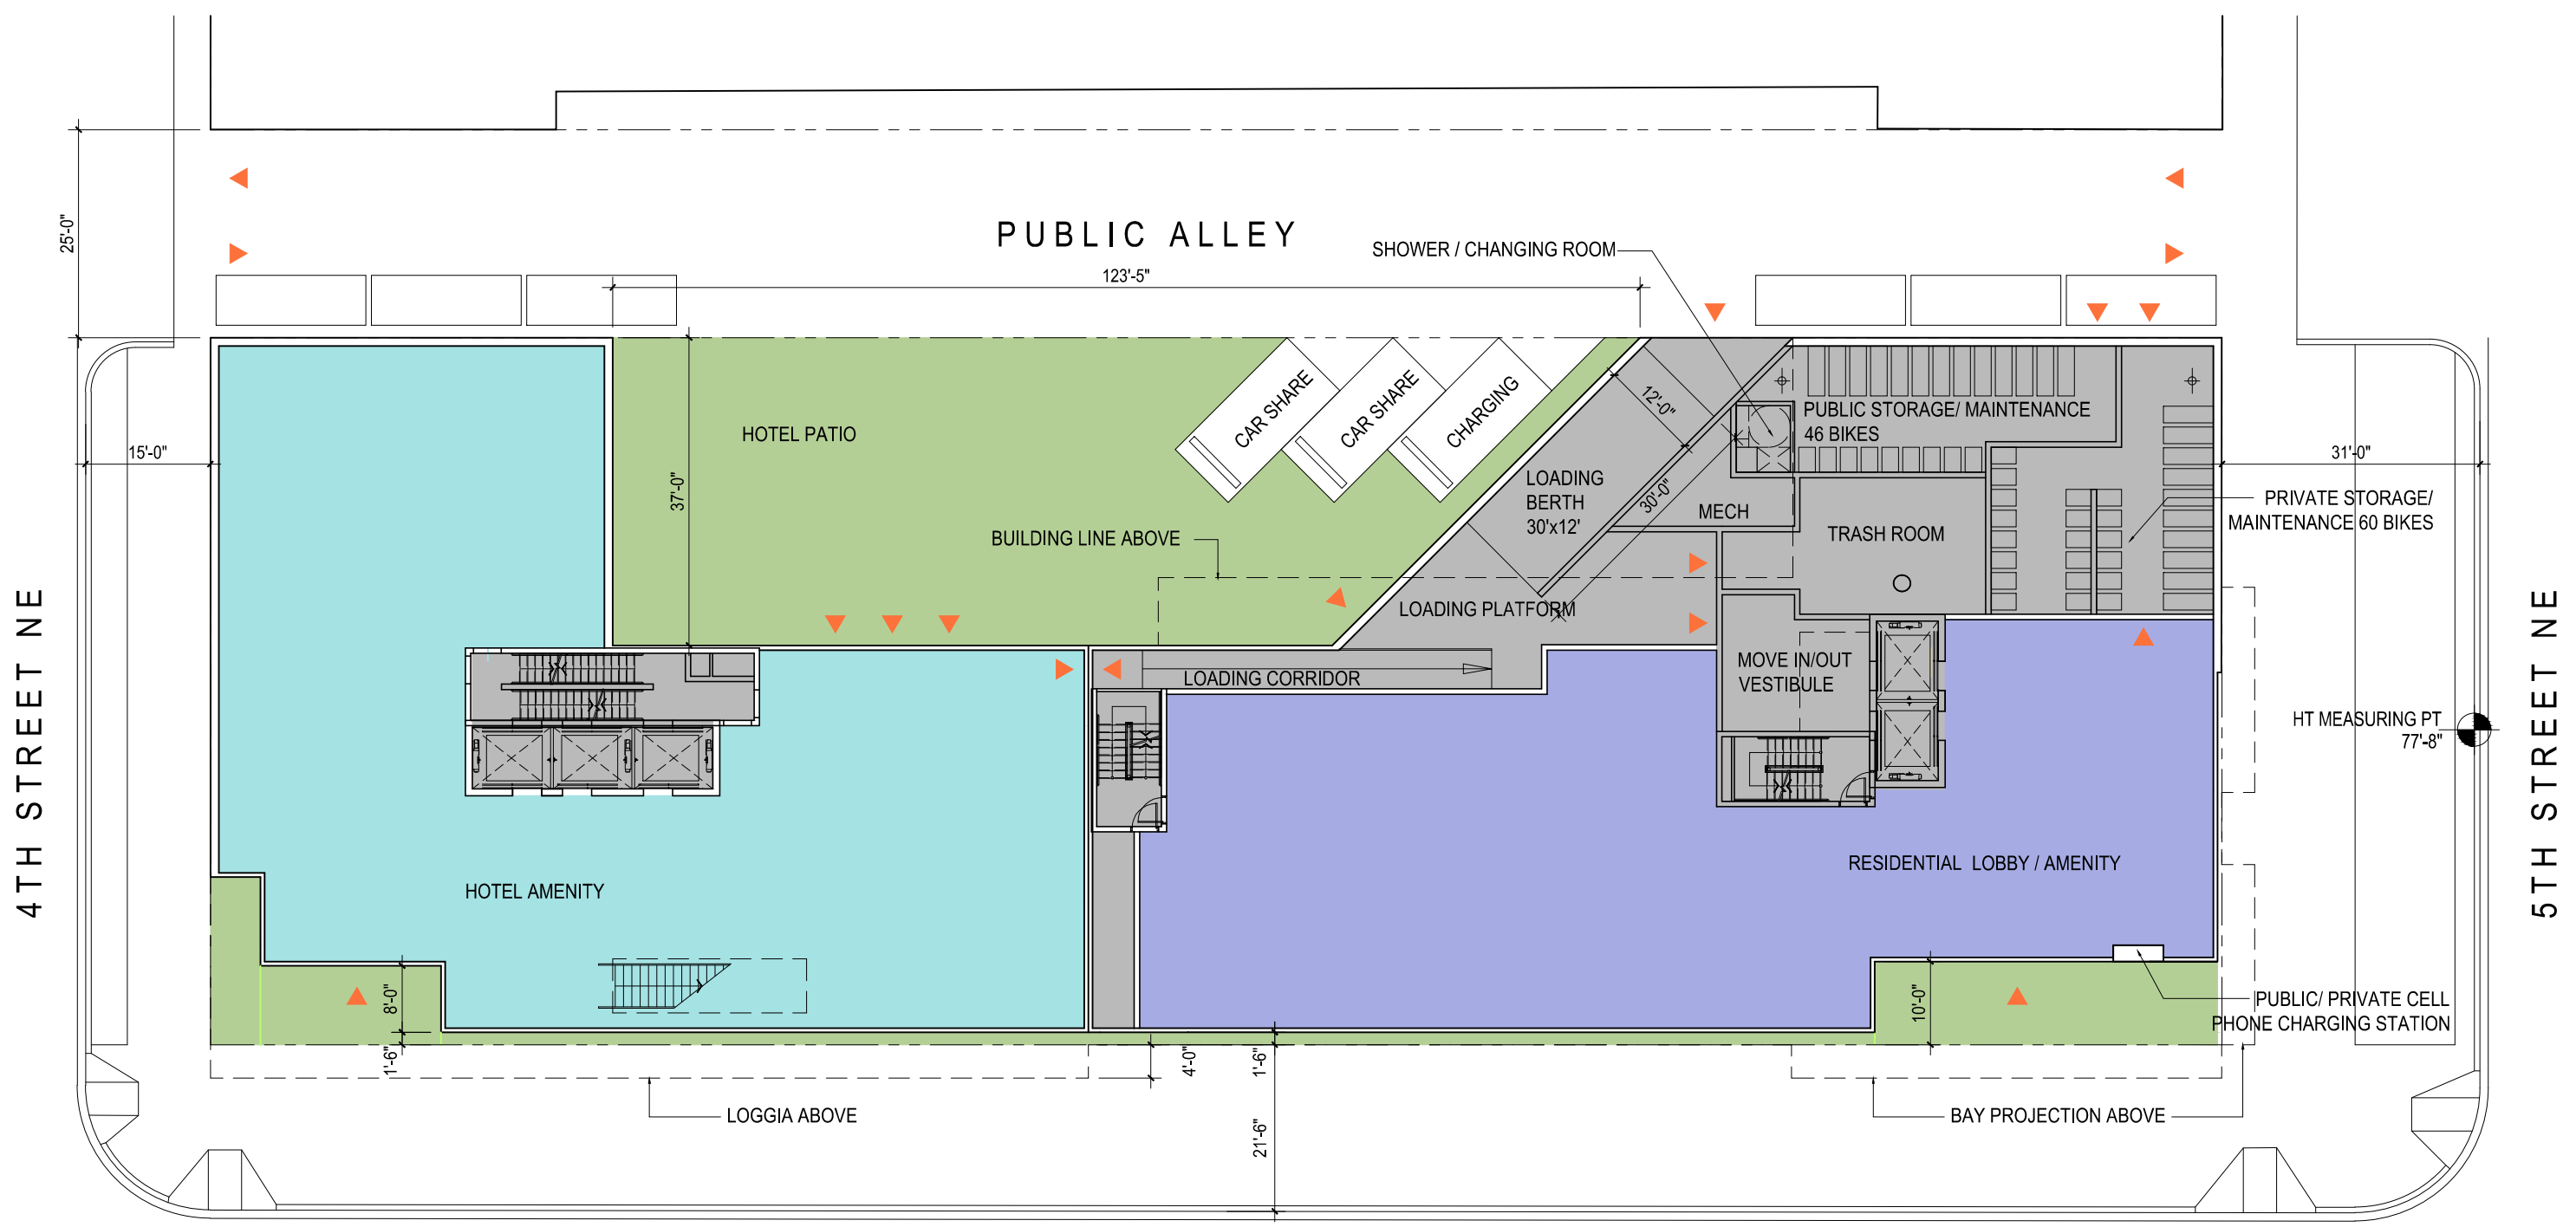 25'-0"
PUBLIC ALLEY
SHOWER / CHANGING ROOM
123'-5"
CAR SHARE
CAR SHARE
CHARGING
12'-0"
PUBLIC STORAGE/ MAINTENANCE
46 BIKES
HOTEL PATIO
15'-0"
31'-0"
37'-0"
LOADING
BERTH
30'x12'
30'-0"
MECH
PRIVATE STORAGE/
MAINTENANCE 60 BIKES
TRASH ROOM
BUILDING LINE ABOVE
LOADING PLATFORM
4TH STREET NE
5TH STREET NE
LOADING CORRIDOR
MOVE IN/OUT
VESTIBULE
HT MEASURING PT
77'-8"
HOTEL AMENITY
RESIDENTIAL LOBBY / AMENITY
8'-0"
10'-0"
PUBLIC/ PRIVATE CELL
PHONE CHARGING STATION
1'-6"
4'-0"
1'-6"
LOGGIA ABOVE
BAY PROJECTION ABOVE
21'-6"